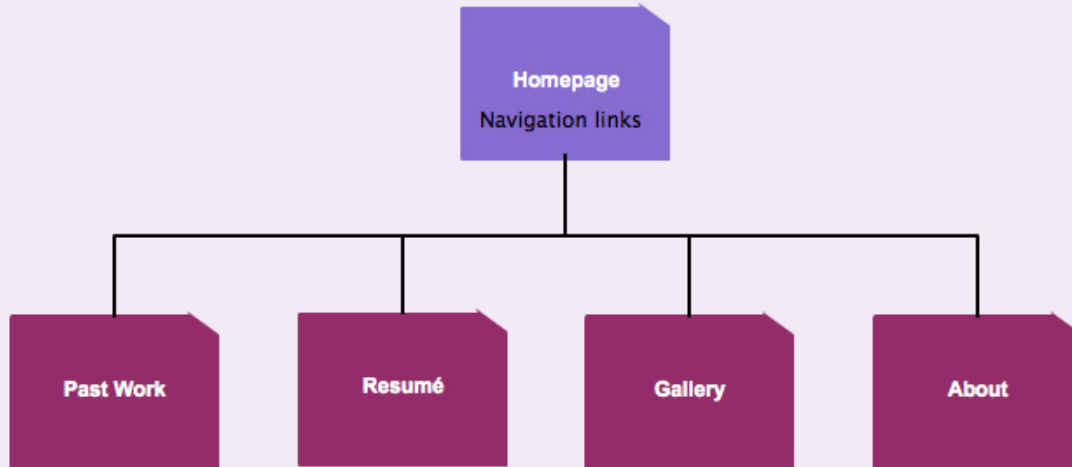 Homepage
Navigation links
Past Work
Resumé
Gallery
About